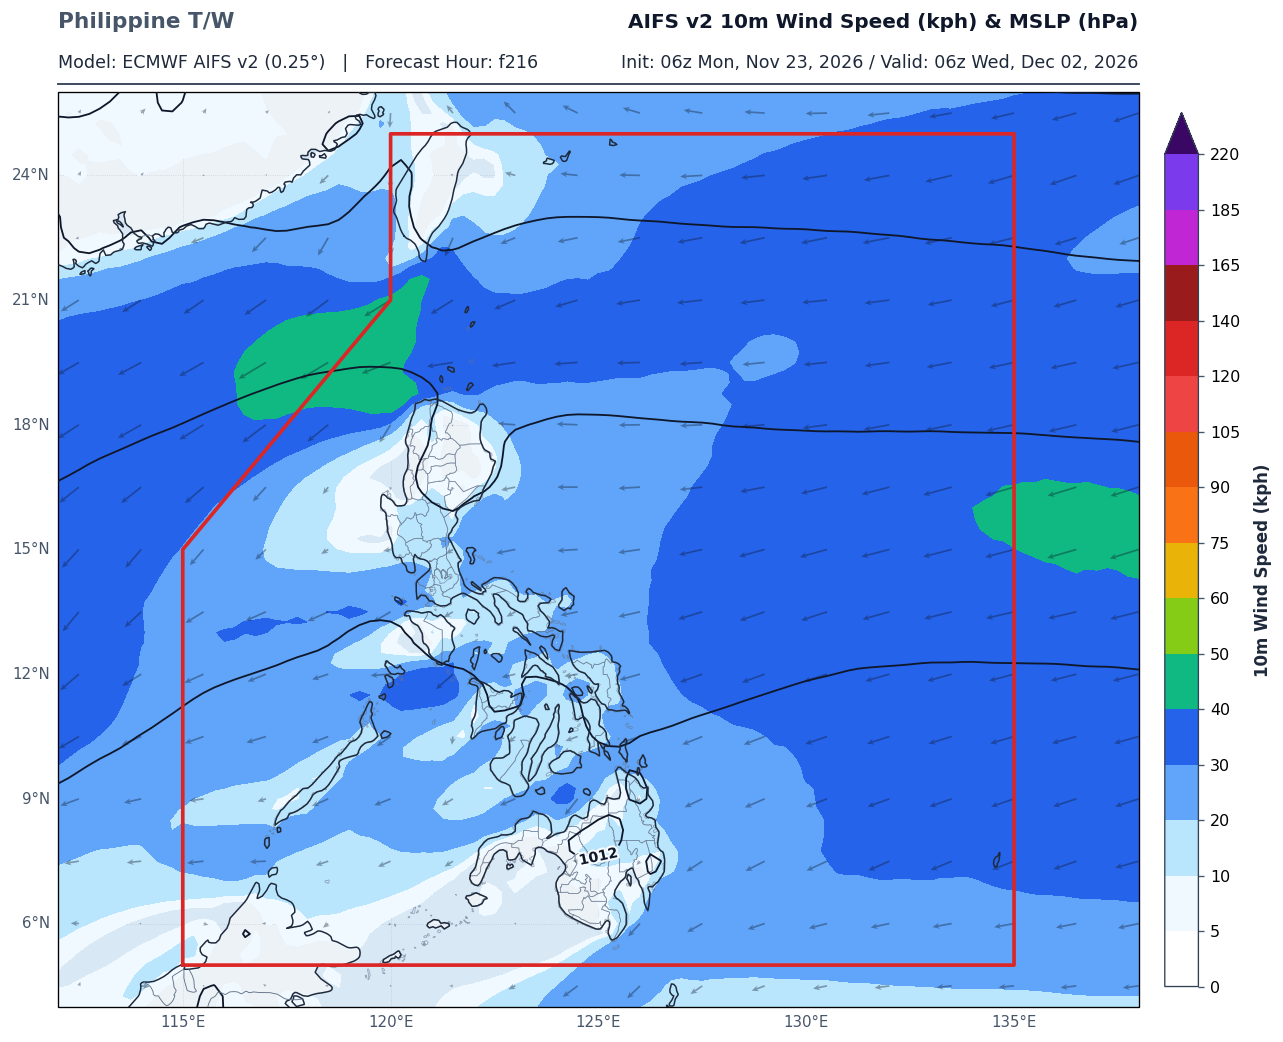 Philippine T/W
AIFS v2 10m Wind Speed (kph) & MSLP (hPa)
Model: ECMWF AIFS v2 (0.25°) | Forecast Hour: f216
Init: 06z Mon, Nov 23, 2026 / Valid: 06z Wed, Dec 02, 2026
24°N
21°N
18°N
15°N
12°N
9°N
6°N
115°E
120°E
125°E
130°E
135°E
1012
220
185
165
140
120
105
90
75
60
50
40
30
20
10
5
0
10m Wind Speed (kph)